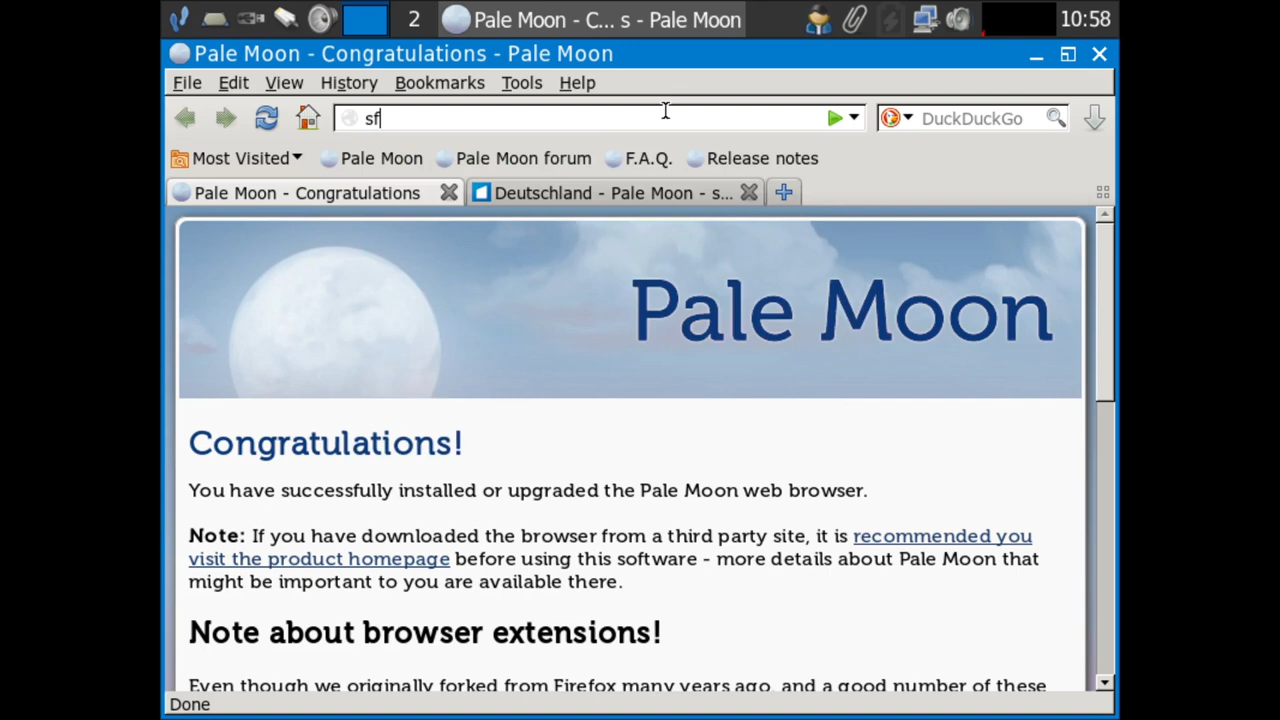 2
Pale Moon - C... s - Pale Moon
10:58
Pale Moon - Congratulations - Pale Moon
File Edit View History Bookmarks Tools Help
sf
DuckDuckGo
Most Visited Pale Moon Pale Moon forum F.A.Q. Release notes
Pale Moon - Congratulations
Deutschland - Pale Moon - s...
Pale Moon
Congratulations!
You have successfully installed or upgraded the Pale Moon web browser.
Note: If you have downloaded the browser from a third party site, it is recommended you
visit the product homepage before using this software - more details about Pale Moon that
might be important to you are available there.
Note about browser extensions!
Even though we originally forked from Firefox many years ago, and a good number of these
Done